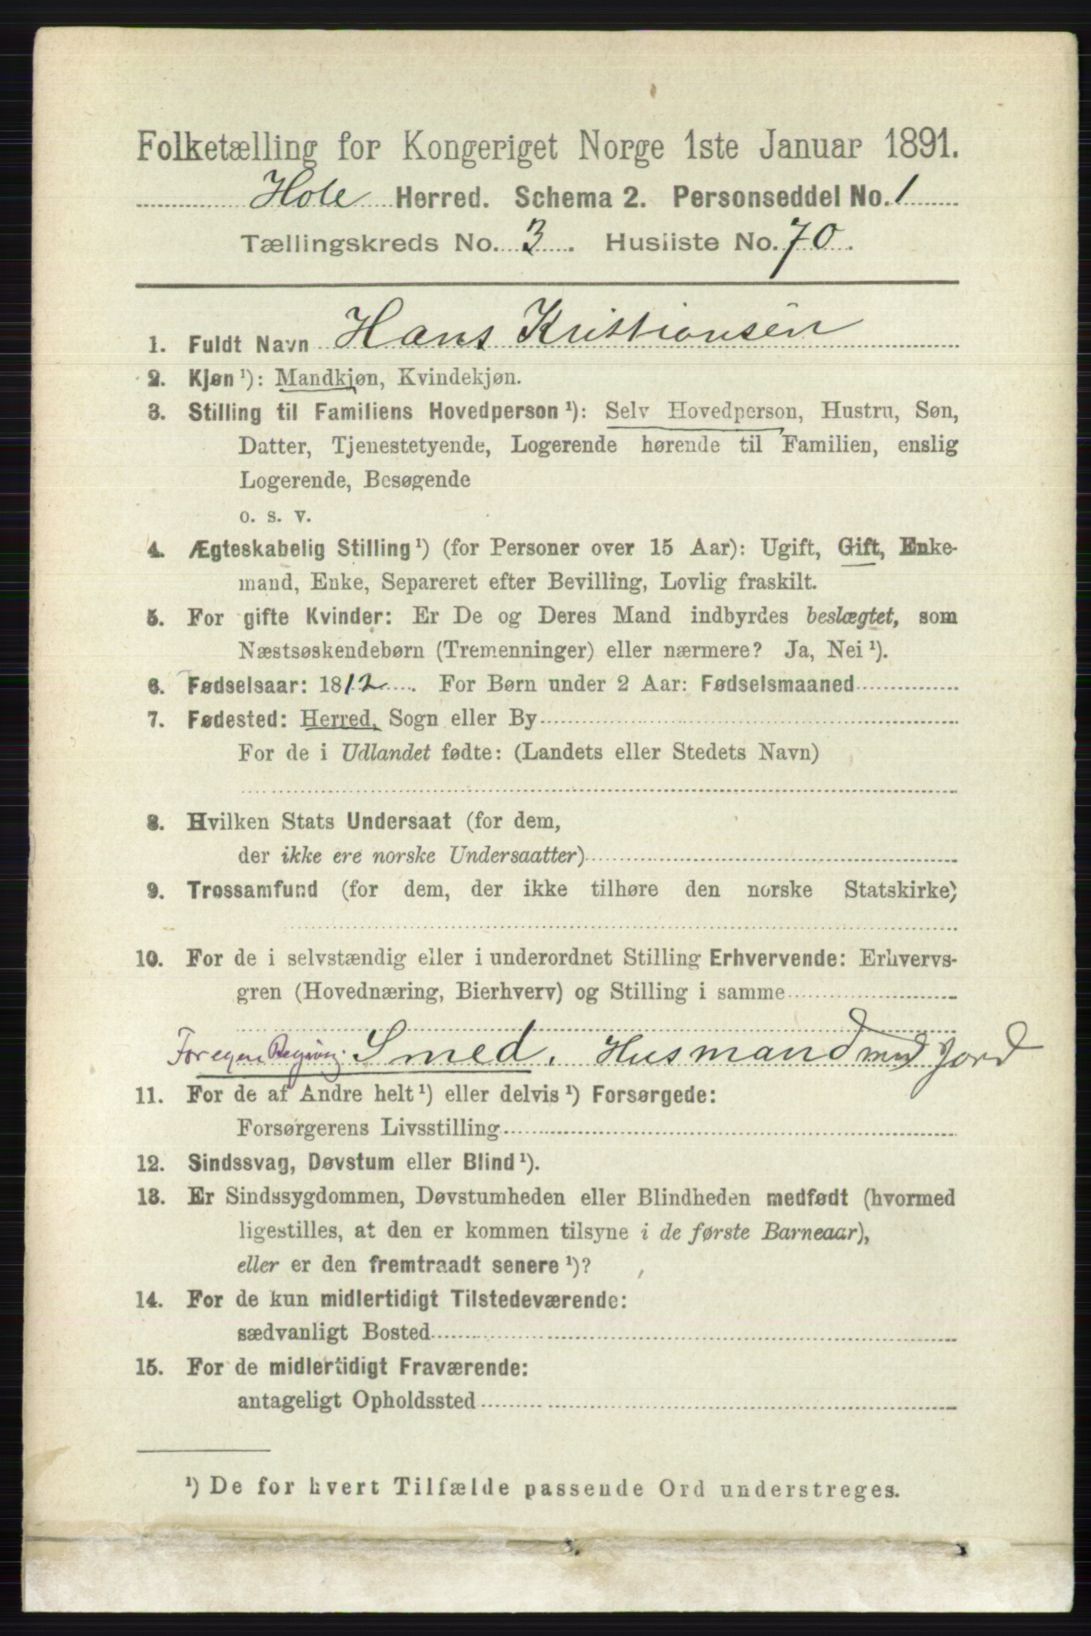 Folketælling for Kongeriget Norge 1ste Januar 1891.
Hole Herred. Schema 2. Personseddel No. 1
Tællingskreds No. 3. Husliste No. 70.
1. Fuldt Navn Hans Kristiansen
2. Kjøn¹): Mandkjøn, Kvindekjøn.
3. Stilling til Familiens Hovedperson¹): Selv Hovedperson, Hustru, Søn,
Datter, Tjenestetyende, Logerende hørende til Familien, enslig
Logerende, Besøgende
o. s. v.
4. Ægteskabelig Stilling¹) (for Personer over 15 Aar): Ugift, Gift, Enke-
mand, Enke, Separeret efter Bevilling, Lovlig fraskilt.
5. For gifte Kvinder: Er De og Deres Mand indbyrdes beslægtet, som
Næstsøskendebørn (Tremenninger) eller nærmere? Ja, Nei¹).
6. Fødselsaar: 1812. For Børn under 2 Aar: Fødselsmaaned
7. Fødested: Herred, Sogn eller By
For de i Udlandet fødte: (Landets eller Stedets Navn)
8. Hvilken Stats Undersaat (for dem,
der ikke ere norske Undersaatter)
9. Trossamfund (for dem, der ikke tilhøre den norske Statskirke)
10. For de i selvstændig eller i underordnet Stilling Erhvervende: Erhvervs-
gren (Hovednæring, Bierhverv) og Stilling i samme
For egen Regning: Smed. Husmand med Jord
11. For de af Andre helt¹) eller delvis¹) Forsørgede:
Forsørgerens Livsstilling
12. Sindssvag, Døvstum eller Blind¹).
13. Er Sindssygdommen, Døvstumheden eller Blindheden medfødt (hvormed
ligestilles, at den er kommen tilsyne i de første Barneaar),
eller er den fremtraadt senere¹)?
14. For de kun midlertidigt Tilstedeværende:
sædvanligt Bosted
15. For de midlertidigt Fraværende:
antageligt Opholdssted
¹) De for hvert Tilfælde passende Ord understreges.